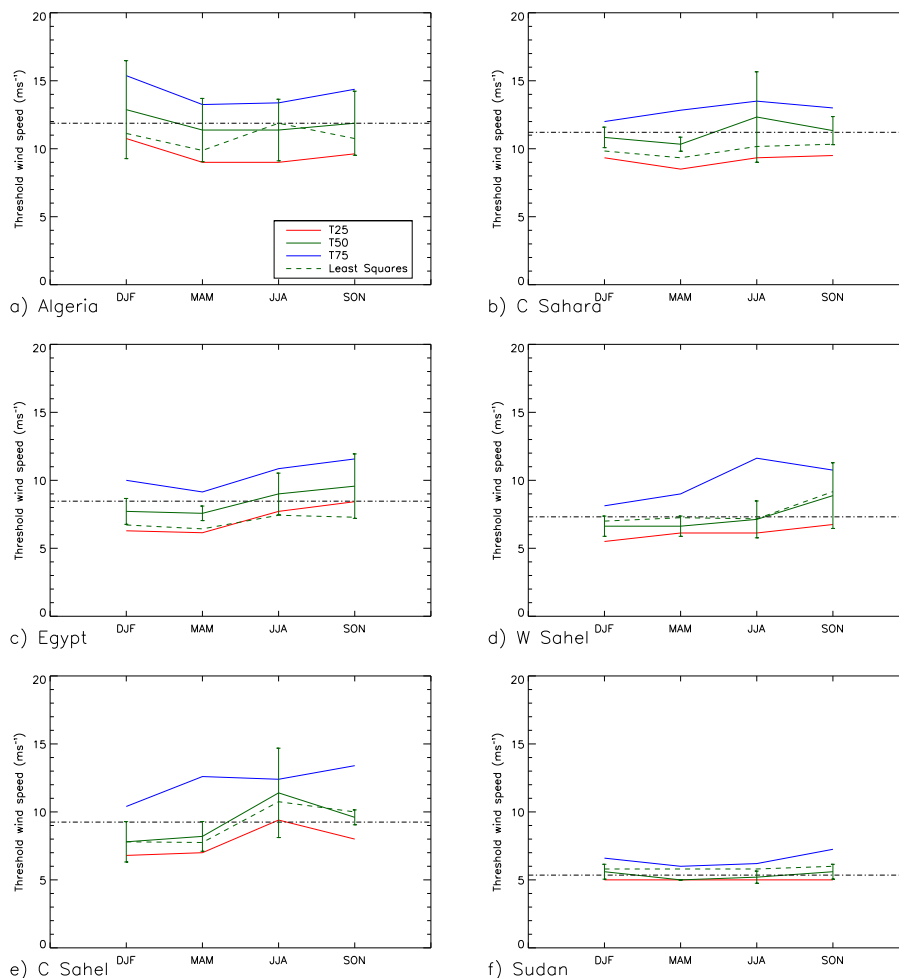 20
15
10
5
0
Threshold wind speed (ms⁻¹)
DJF MAM JJA SON
T25
T50
T75
Least Squares
a) Algeria
20
15
10
5
0
Threshold wind speed (ms⁻¹)
DJF MAM JJA SON
b) C Sahara
20
15
10
5
0
Threshold wind speed (ms⁻¹)
DJF MAM JJA SON
c) Egypt
20
15
10
5
0
Threshold wind speed (ms⁻¹)
DJF MAM JJA SON
d) W Sahel
20
15
10
5
0
Threshold wind speed (ms⁻¹)
DJF MAM JJA SON
e) C Sahel
20
15
10
5
0
Threshold wind speed (ms⁻¹)
DJF MAM JJA SON
f) Sudan